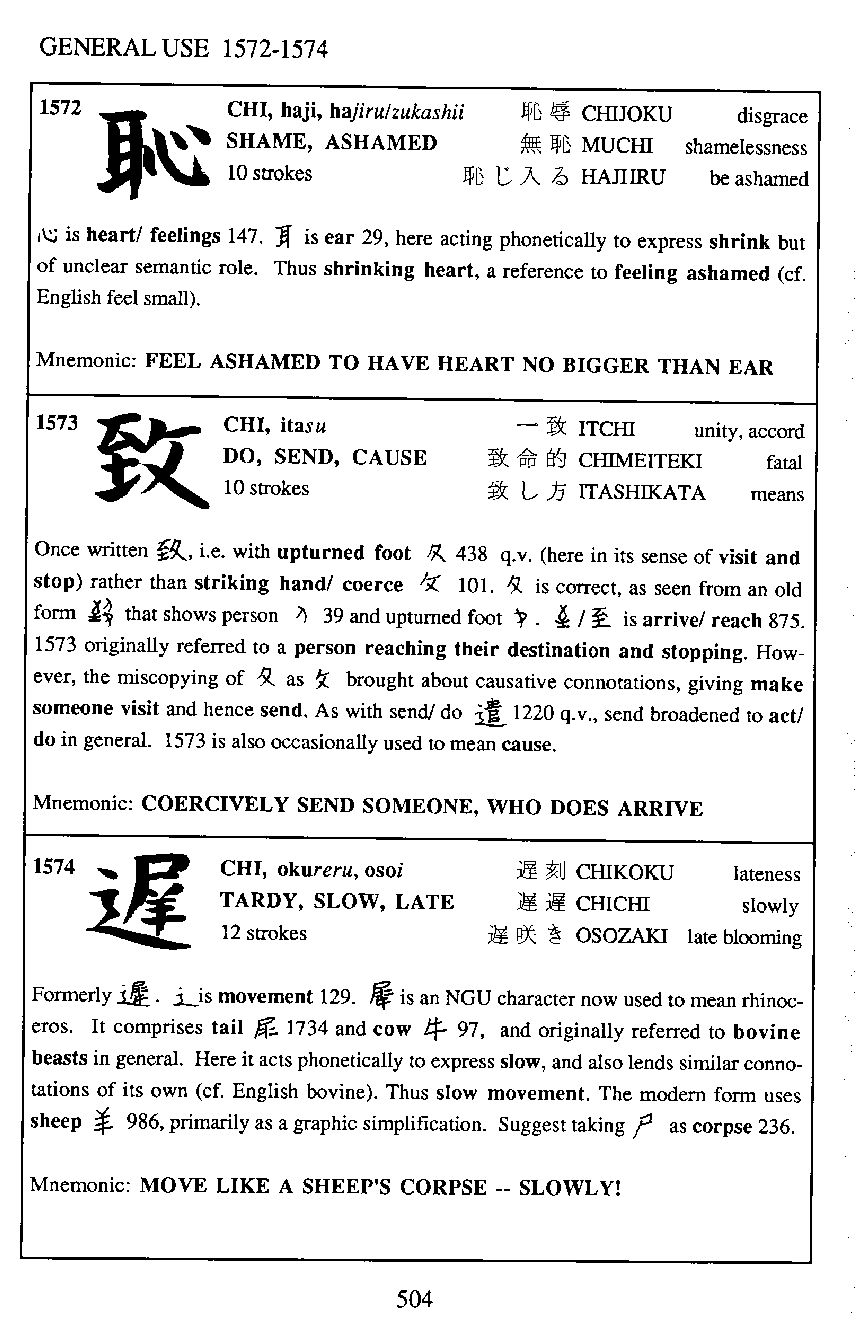 GENERAL USE 1572-1574
1572 恥 CHI, haji, hajiru/zukashii 恥辱 CHIJOKU disgrace
SHAME, ASHAMED 無恥 MUCHI shamelessness
10 strokes 恥じ入る HAJIIRU be ashamed
心 is heart/ feelings 147. 耳 is ear 29, here acting phonetically to express shrink but
of unclear semantic role. Thus shrinking heart, a reference to feeling ashamed (cf.
English feel small).
Mnemonic: FEEL ASHAMED TO HAVE HEART NO BIGGER THAN EAR
1573 致 CHI, itasu 一致 ITCHI unity, accord
DO, SEND, CAUSE 致命的 CHIMEITEKI fatal
10 strokes 致し方 ITASHIKATA means
Once written , i.e. with upturned foot 夂 438 q.v. (here in its sense of visit and
stop) rather than striking hand/ coerce 攵 101. 夂 is correct, as seen from an old
form that shows person 39 and upturned foot . / 至 is arrive/ reach 875.
1573 originally referred to a person reaching their destination and stopping. How-
ever, the miscopying of 夂 as 攵 brought about causative connotations, giving make
someone visit and hence send. As with send/ do 遣 1220 q.v., send broadened to act/
do in general. 1573 is also occasionally used to mean cause.
Mnemonic: COERCIVELY SEND SOMEONE, WHO DOES ARRIVE
1574 遅 CHI, okureru, osoi 遅刻 CHIKOKU lateness
TARDY, SLOW, LATE 遅遅 CHICHI slowly
12 strokes 遅咲き OSOZAKI late blooming
Formerly 遲. 辶 is movement 129. 犀 is an NGU character now used to mean rhinoc-
eros. It comprises tail 尾 1734 and cow 牛 97, and originally referred to bovine
beasts in general. Here it acts phonetically to express slow, and also lends similar conno-
tations of its own (cf. English bovine). Thus slow movement. The modern form uses
sheep 羊 986, primarily as a graphic simplification. Suggest taking 尸 as corpse 236.
Mnemonic: MOVE LIKE A SHEEP'S CORPSE -- SLOWLY!
504